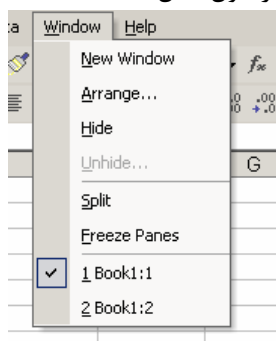 a Window Help
New Window
Arrange...
Hide
Unhide...
Split
Freeze Panes
1 Book1:1
2 Book1:2
G